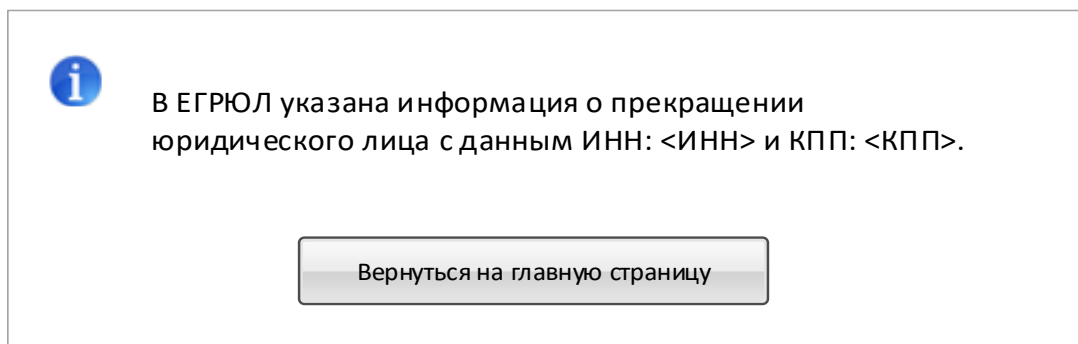 В ЕГРЮЛ указана информация о прекращении
юридического лица с данным ИНН: <ИНН> и КПП: <КПП>.
Вернуться на главную страницу